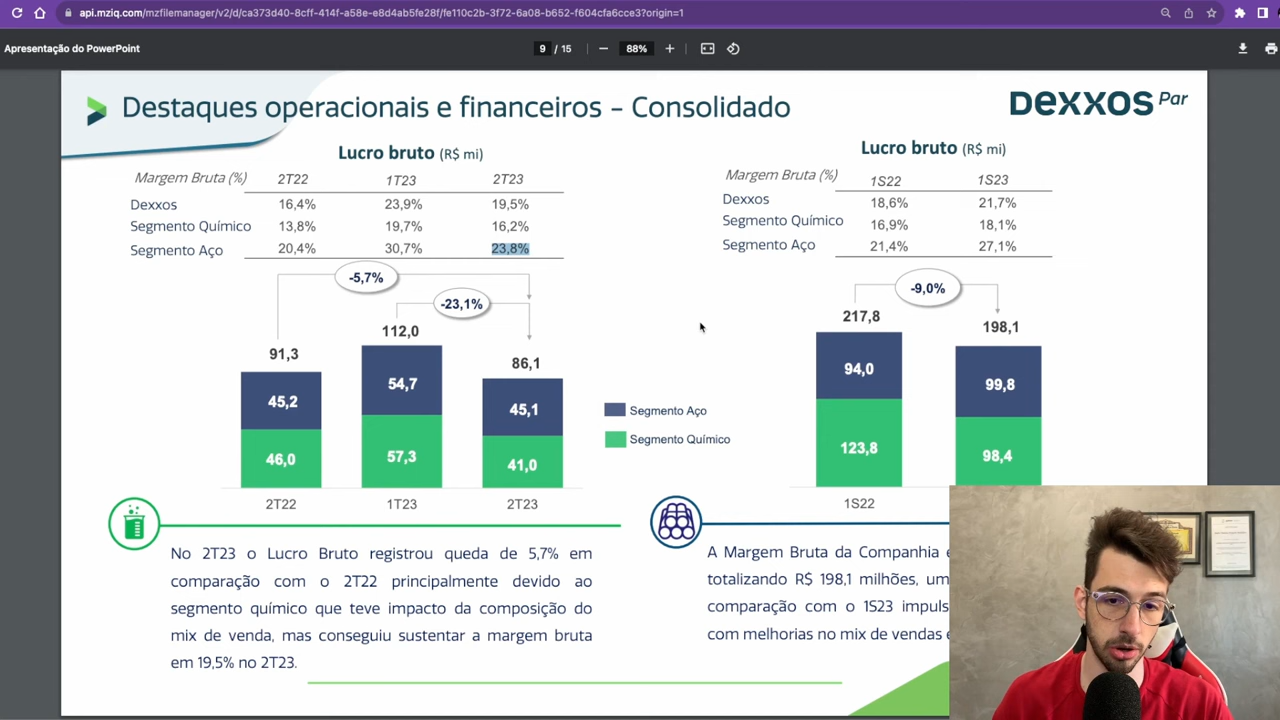 api.mziq.com/mzfilemanager/v2/d/ca373d40-8cff-414f-a58e-e8d4ab5fe28f/fe110c2b-3f72-6a08-b652-f604cfa6cce3?origin=1
Apresentação do PowerPoint
9 / 15
88%
Destaques operacionais e financeiros – Consolidado
Dexxos Par
Lucro bruto (R$ mi)
Margem Bruta (%) 2T22 1T23 2T23
Dexxos 16,4% 23,9% 19,5%
Segmento Químico 13,8% 19,7% 16,2%
Segmento Aço 20,4% 30,7% 23,8%
-5,7%
-23,1%
91,3 112,0 86,1
45,2 54,7 45,1
46,0 57,3 41,0
2T22 1T23 2T23
Segmento Aço
Segmento Químico
Lucro bruto (R$ mi)
Margem Bruta (%) 1S22 1S23
Dexxos 18,6% 21,7%
Segmento Químico 16,9% 18,1%
Segmento Aço 21,4% 27,1%
-9,0%
217,8 198,1
94,0 99,8
123,8 98,4
1S22
No 2T23 o Lucro Bruto registrou queda de 5,7% em
comparação com o 2T22 principalmente devido ao
segmento químico que teve impacto da composição do
mix de venda, mas conseguiu sustentar a margem bruta
em 19,5% no 2T23.
A Margem Bruta da Companhia
totalizando R$ 198,1 milhões, um
comparação com o 1S23 impuls
com melhorias no mix de vendas